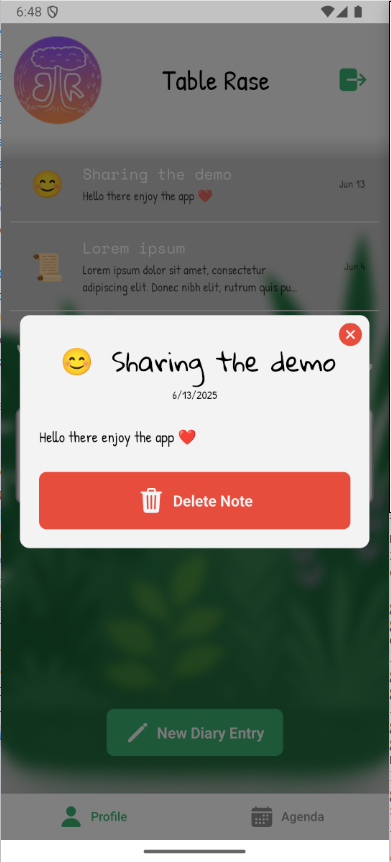 6:48
Table Rase
Sharing the demo
Hello there enjoy the app ❤️
Jun 13
Lorem ipsum
Lorem ipsum dolor sit amet, consectetur
adipiscing elit. Donec nibh elit, rutrum quis pu...
Jun 4
😊 Sharing the demo
6/13/2025
Hello there enjoy the app ❤️
Delete Note
New Diary Entry
Profile
Agenda